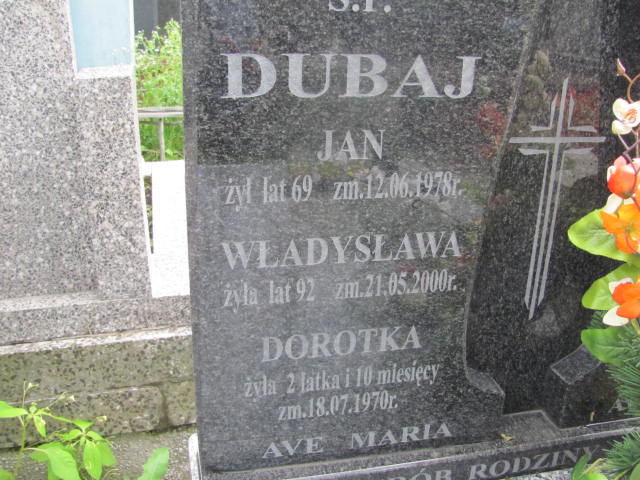 Ś.P.
DUBAJ
JAN
żył lat 69 zm.12.06.1978r.
WŁADYSŁAWA
żyła lat 92 zm.21.05.2000r.
DOROTKA
żyła 2 latka i 10 miesięcy
zm.18.07.1970r.
AVE MARIA
RODZINY